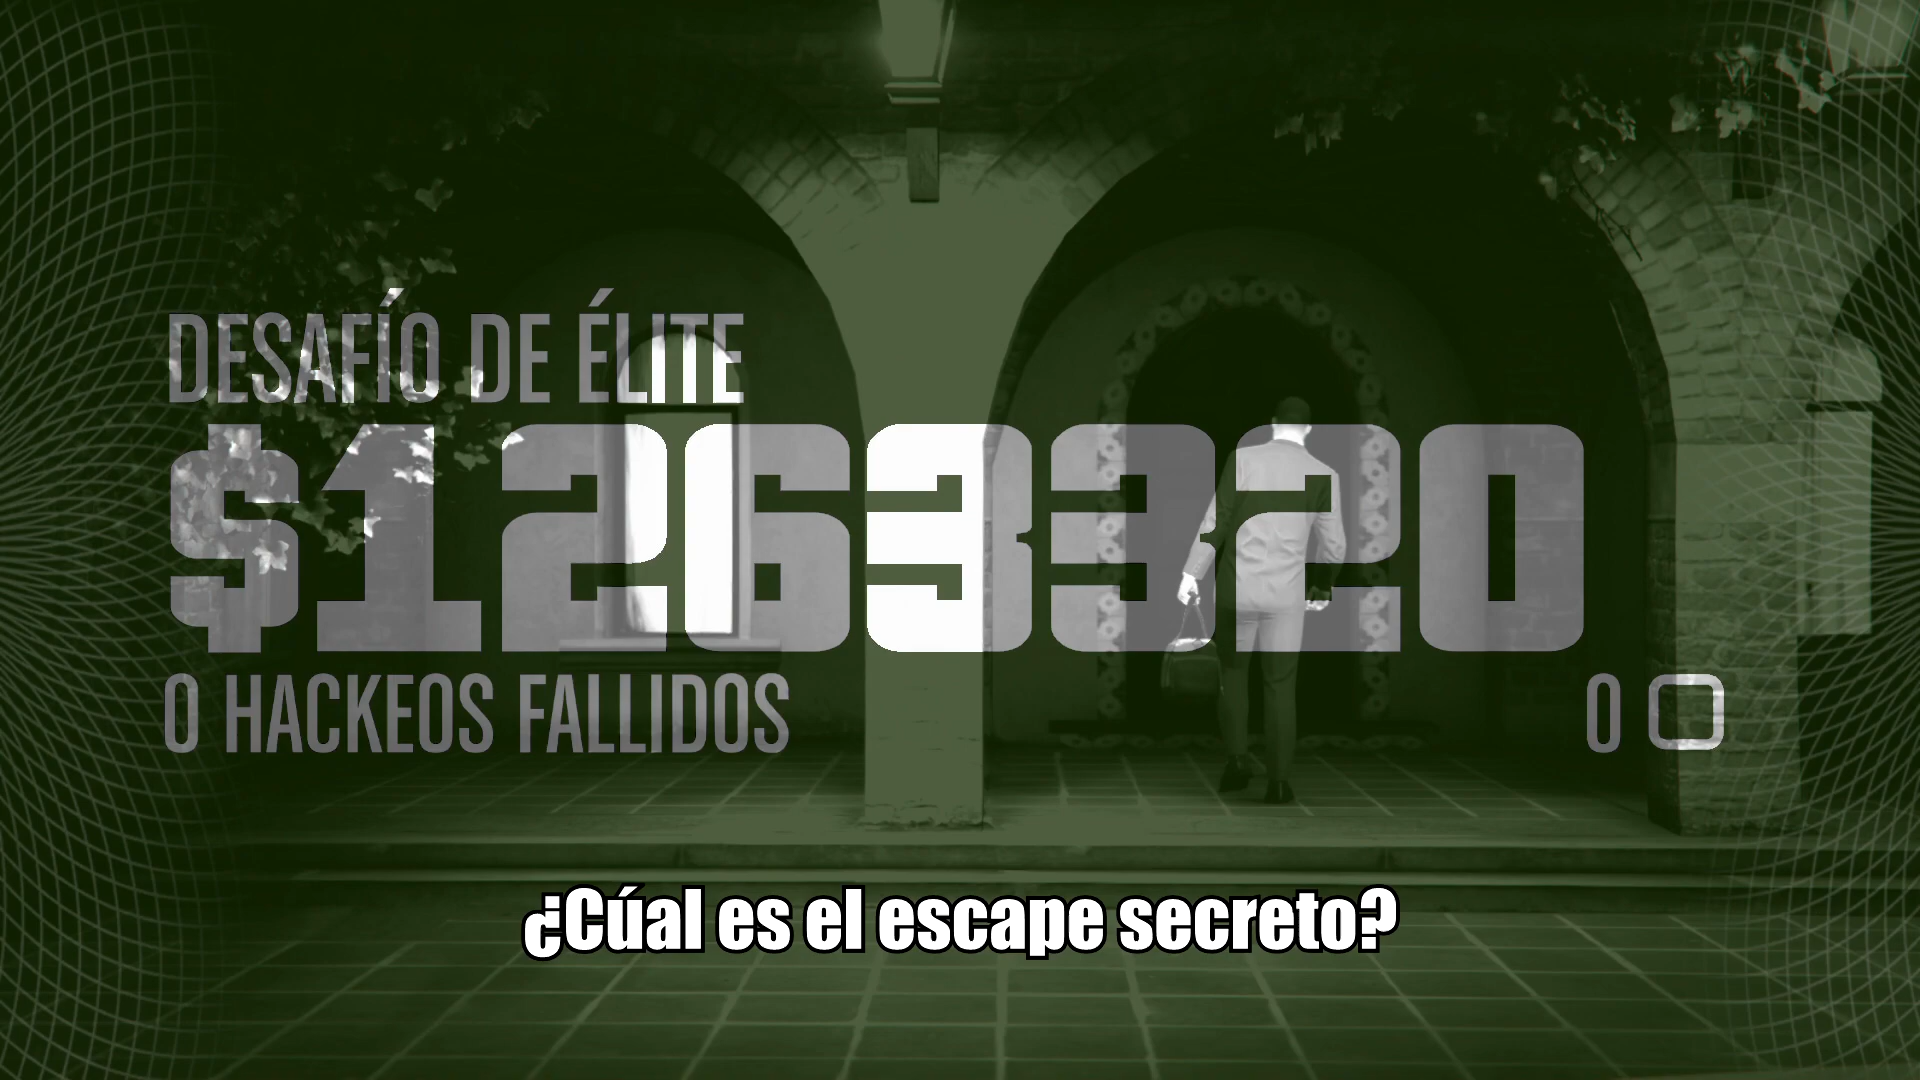 DESAFÍO DE ÉLITE
$1263320
0 HACKEOS FALLIDOS
0
¿Cúal es el escape secreto?